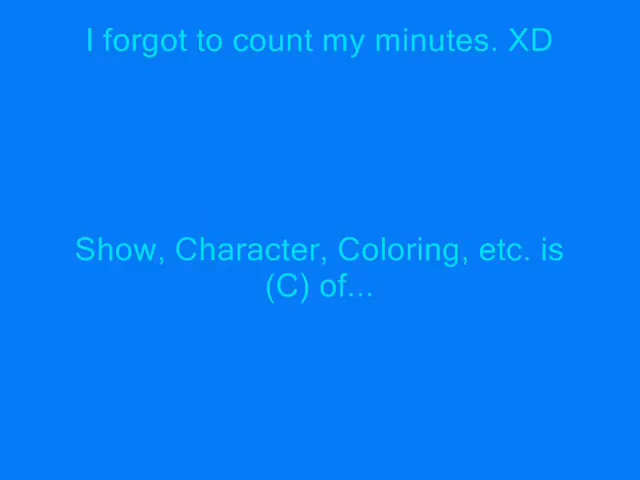 I forgot to count my minutes. XD
Show, Character, Coloring, etc. is
(C) of...